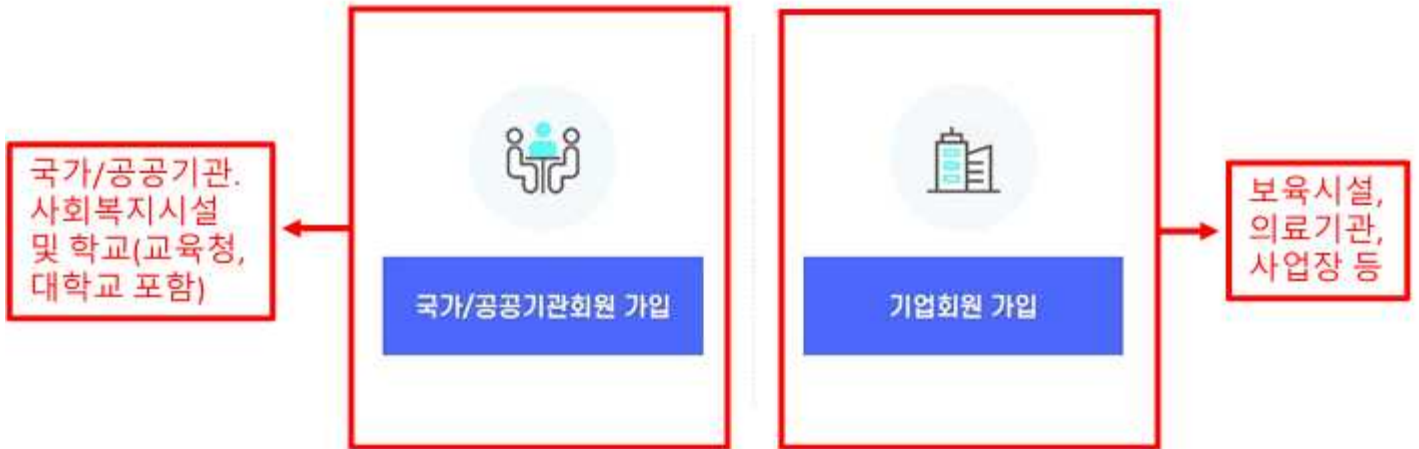 국가/공공기관.
사회복지시설
및 학교(교육청,
대학교 포함)
국가/공공기관회원 가입
기업회원 가입
보육시설,
의료기관,
사업장 등